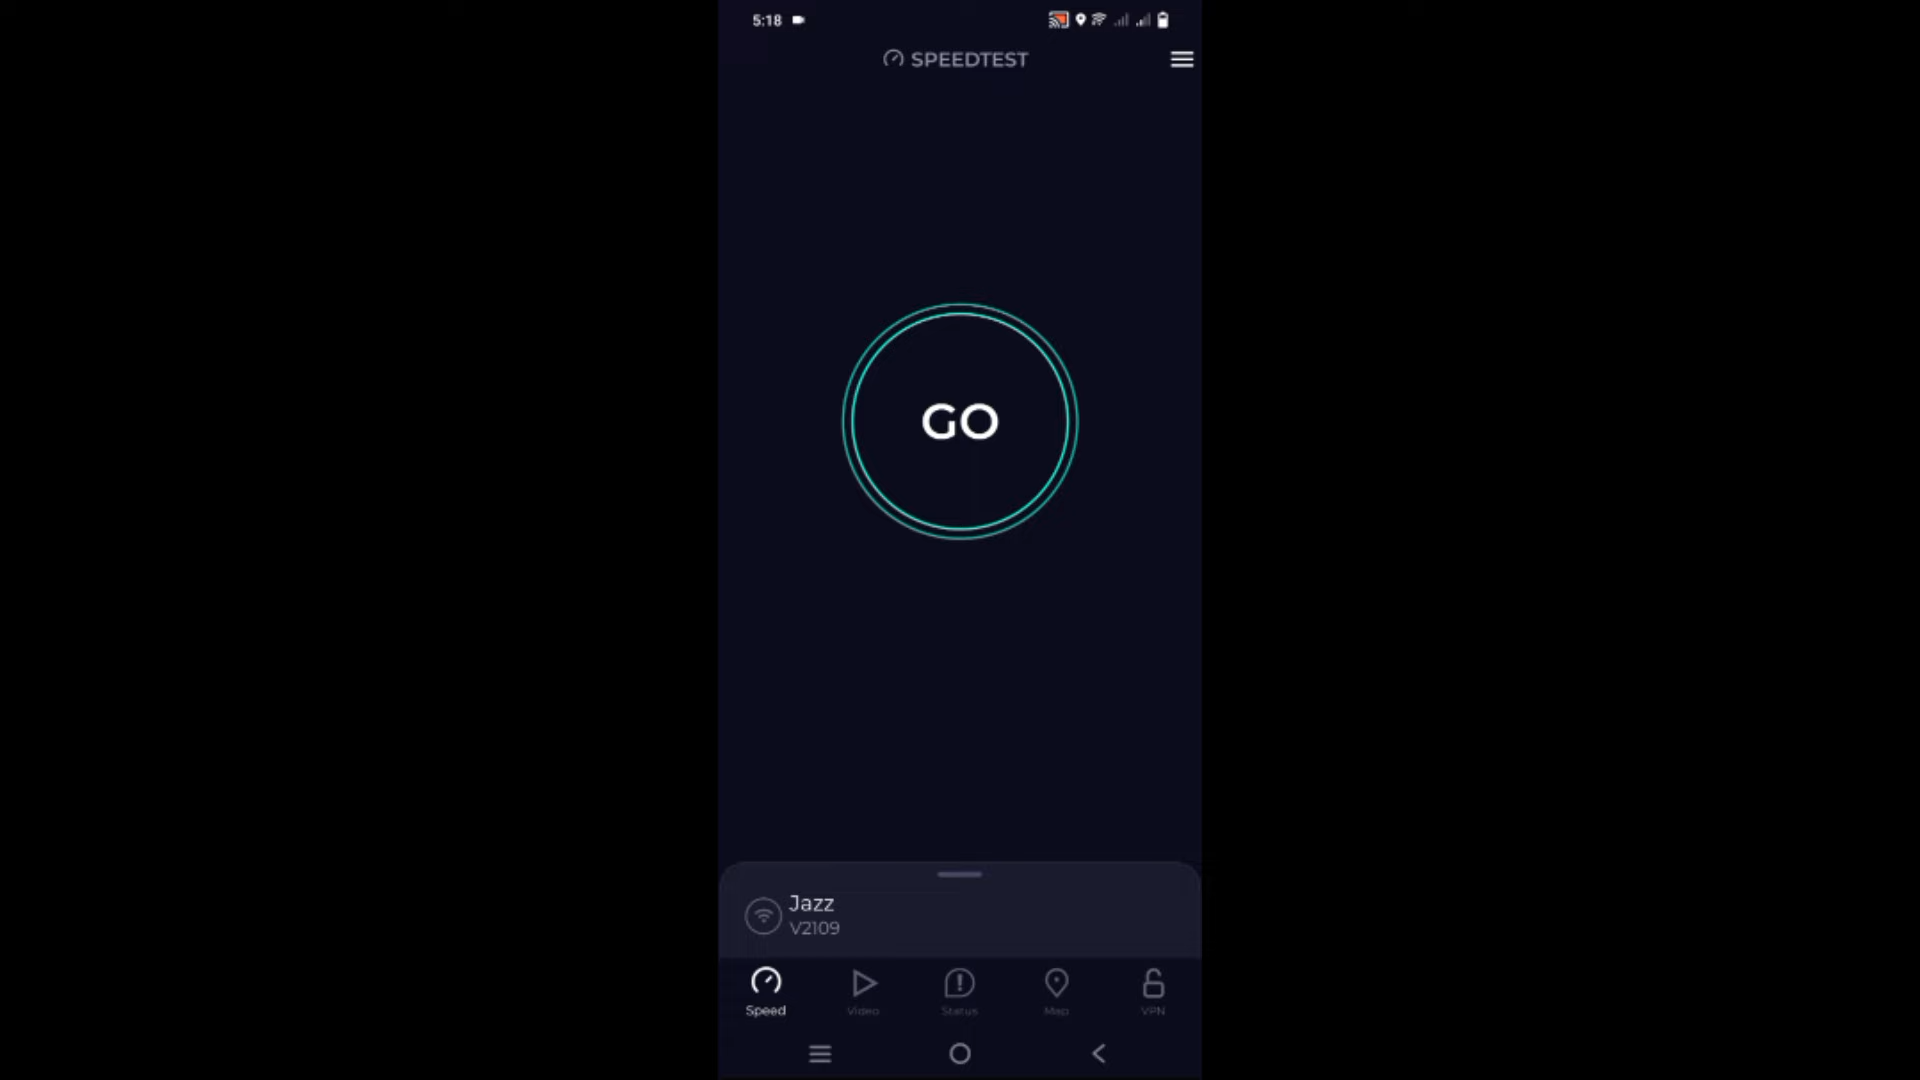 5:18
SPEEDTEST
GO
Jazz
V2109
Speed Video Status Map VPN